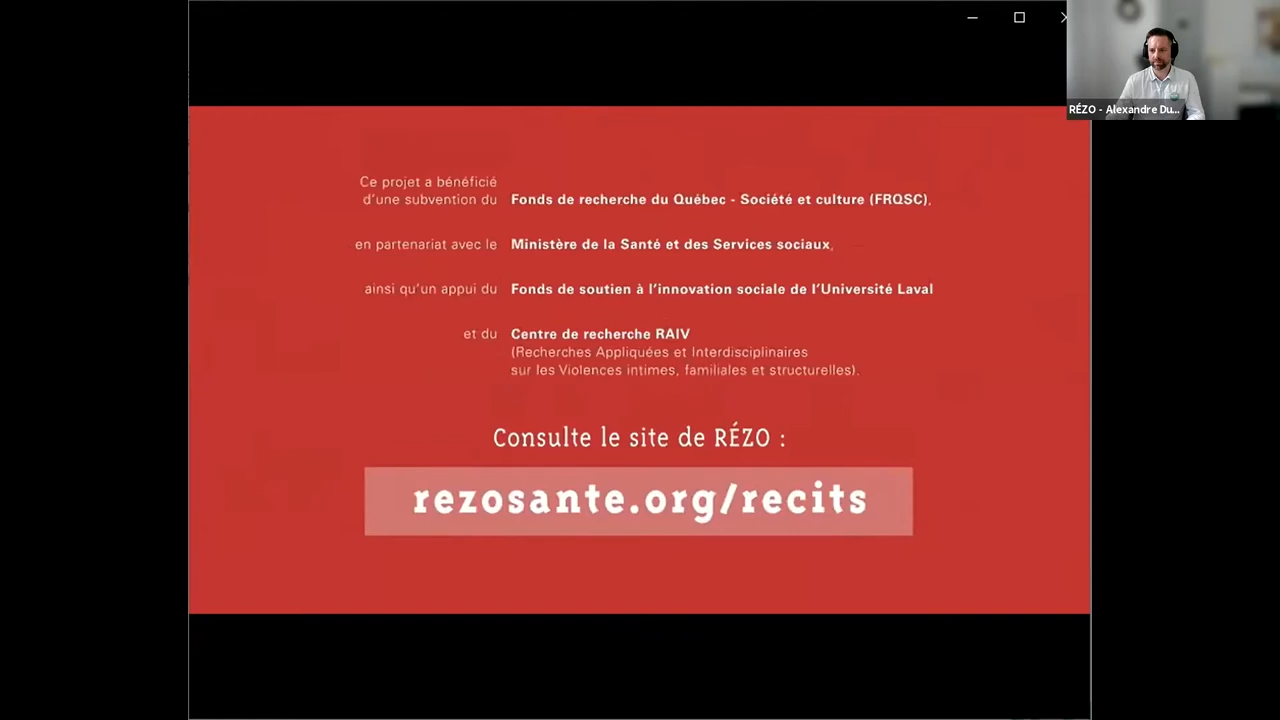 RÉZO - Alexandre Du...
Ce projet a bénéficié
d'une subvention du Fonds de recherche du Québec - Société et culture (FRQSC),
en partenariat avec le Ministère de la Santé et des Services sociaux,
ainsi qu'un appui du Fonds de soutien à l'innovation sociale de l'Université Laval
et du Centre de recherche RAIV
(Recherches Appliquées et Interdisciplinaires
sur les Violences intimes, familiales et structurelles).
Consulte le site de RÉZO :
rezosante.org/recits